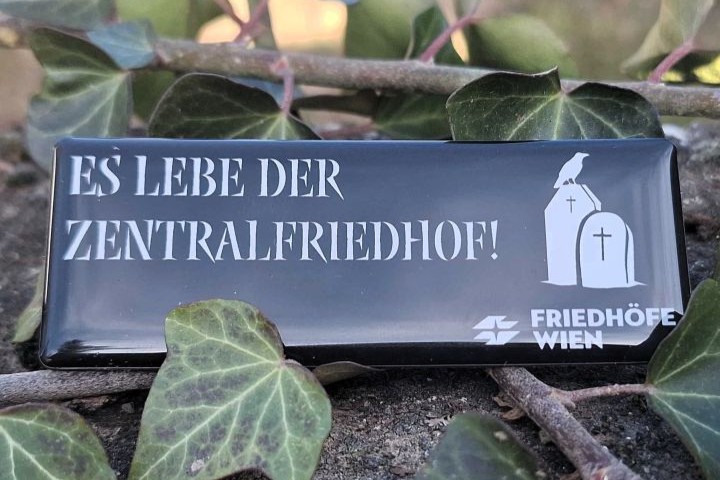 ES LEBE DER
ZENTRALFRIEDHOF!
FRIEDHÖFE
WIEN